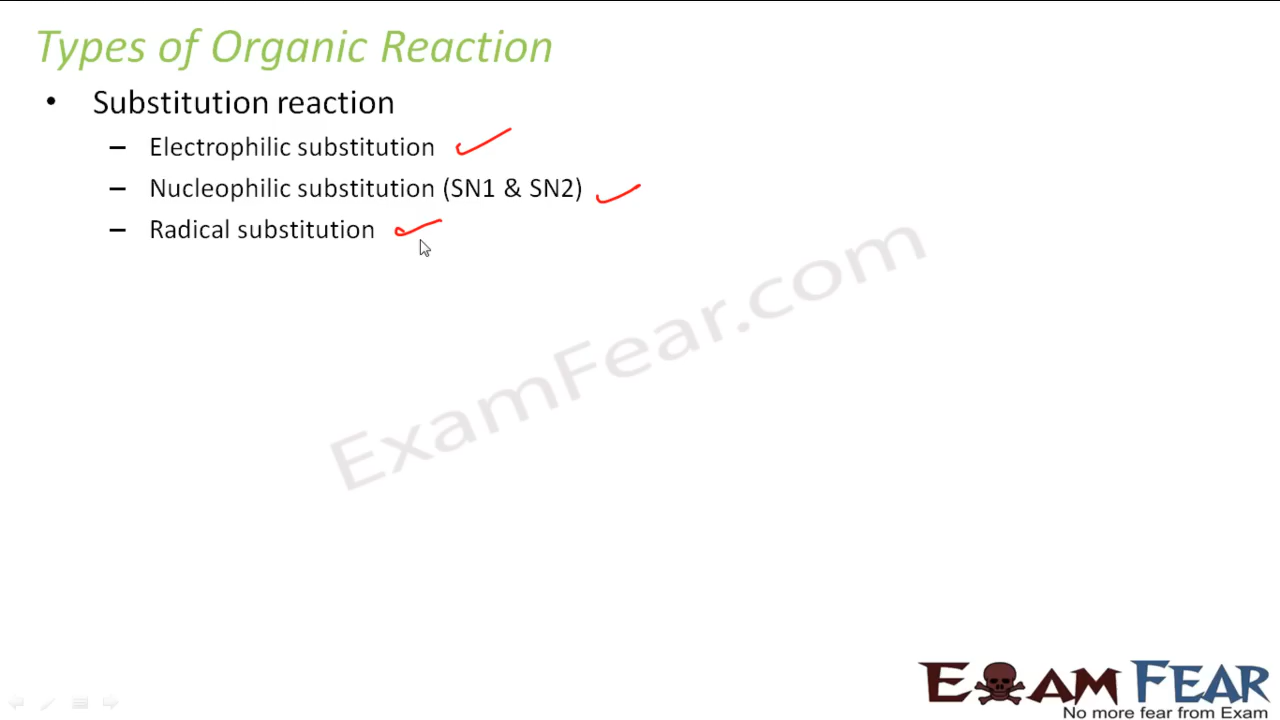 Types of Organic Reaction
• Substitution reaction
– Electrophilic substitution
– Nucleophilic substitution (SN1 & SN2)
– Radical substitution
ExamFear.com
EXAM FEAR
No more fear from Exam